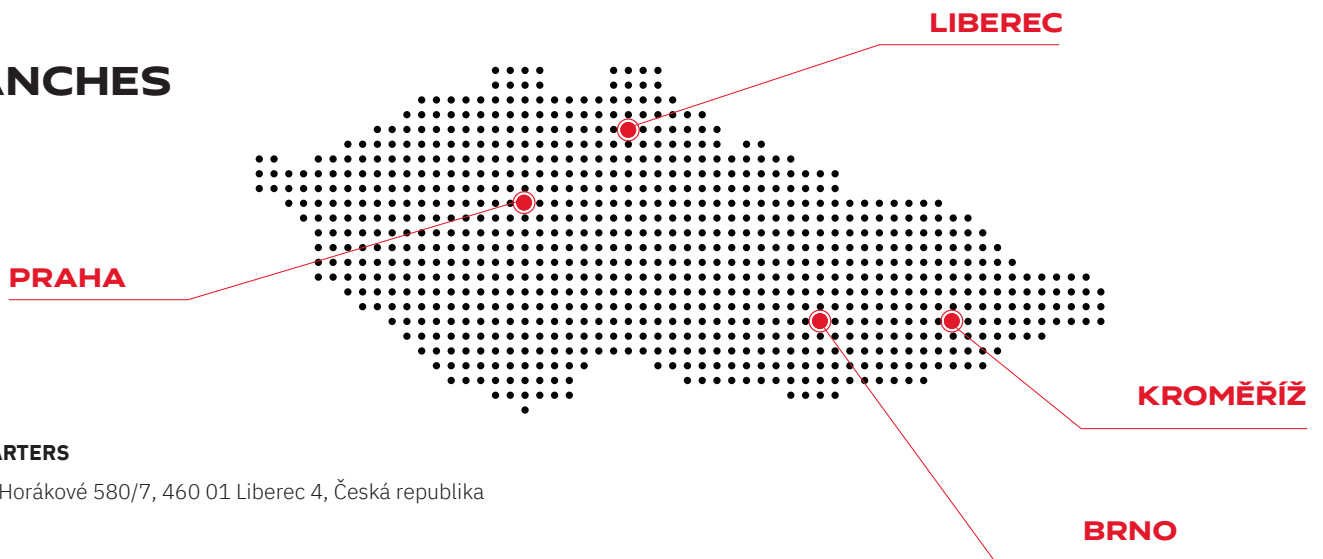 LIBEREC
ANCHES
PRAHA
KROMĚŘÍŽ
ARTERS
Horákové 580/7, 460 01 Liberec 4, Česká republika
BRNO